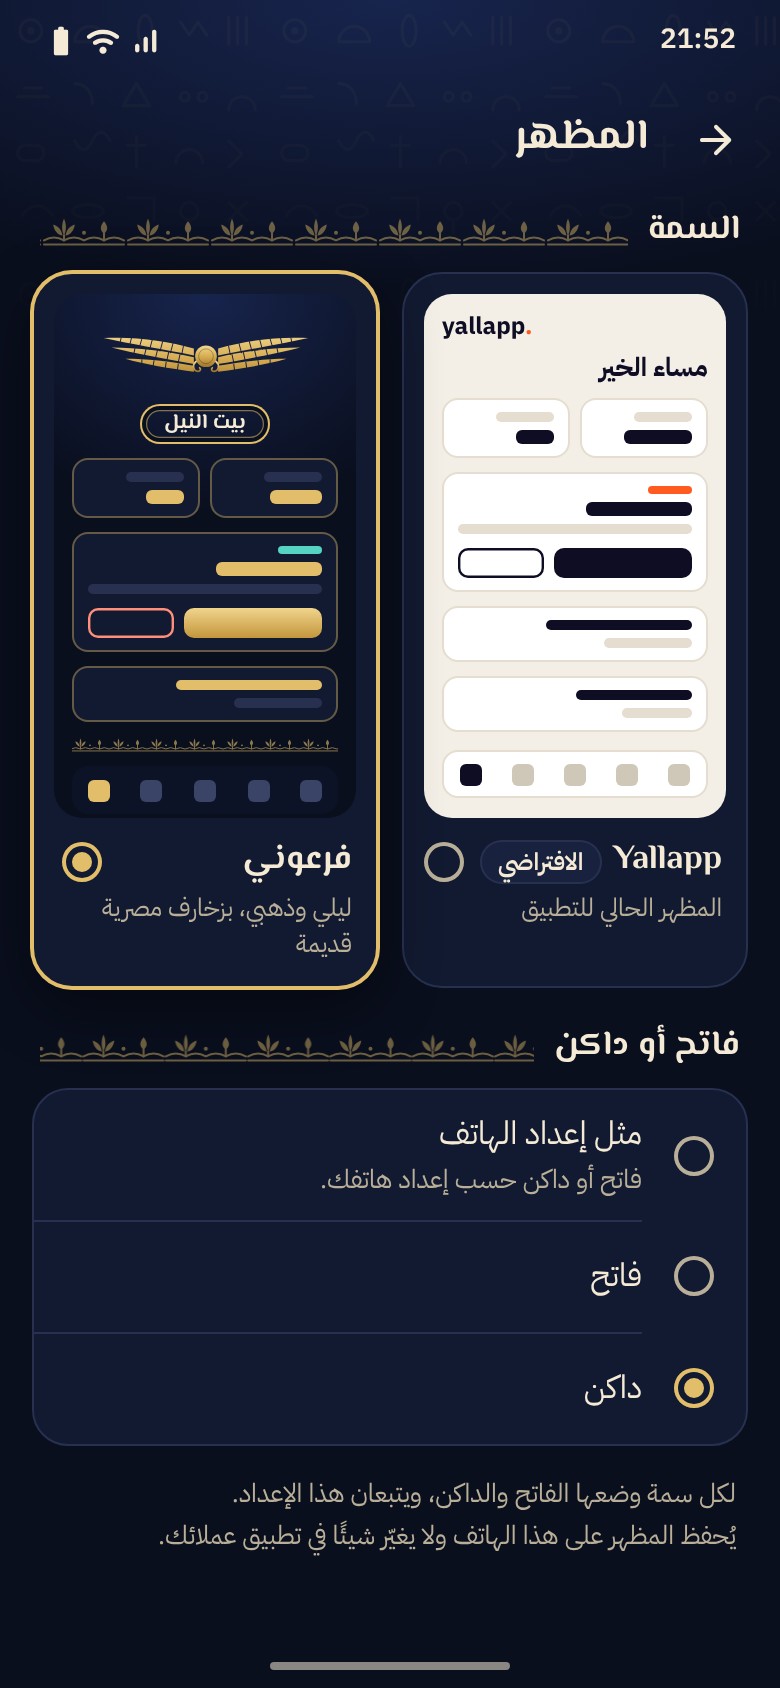 21:52
المظهر
السمة
yallapp.
مساء الخير
Yallapp
الافتراضي
المظهر الحالي للتطبيق
بيت النيل
فرعوني
ليلي وذهبي، بزخارف مصرية
قديمة
فاتح أو داكن
مثل إعداد الهاتف
فاتح أو داكن حسب إعداد هاتفك.
فاتح
داكن
لكل سمة وضعها الفاتح والداكن، ويتبعان هذا الإعداد.
يُحفظ المظهر على هذا الهاتف ولا يغيّر شيئًا في تطبيق عملائك.